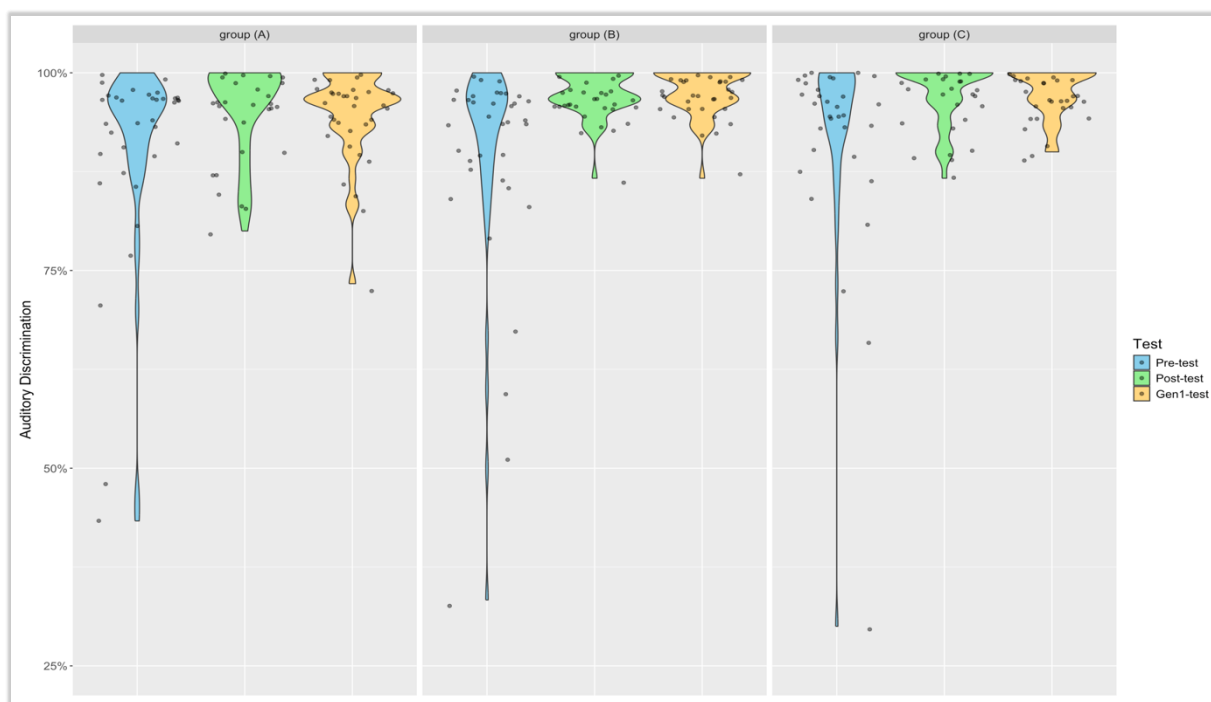 group (A)
group (B)
group (C)
100%
75%
50%
25%
Auditory Discrimination
Test
Pre-test
Post-test
Gen1-test